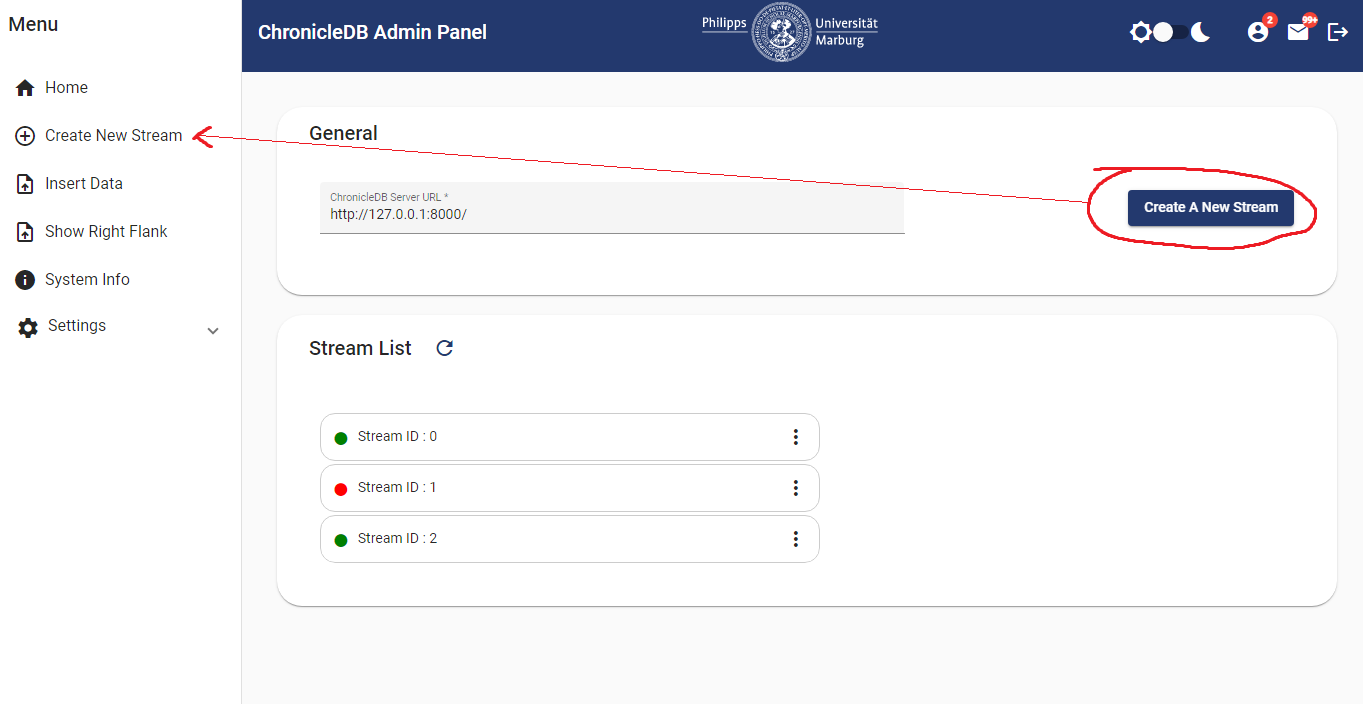 Menu
Home
Create New Stream
Insert Data
Show Right Flank
System Info
Settings
ChronicleDB Admin Panel
Philipps
Universität
Marburg
2
99+
General
ChronicleDB Server URL *
http://127.0.0.1:8000/
Create A New Stream
Stream List
Stream ID : 0
Stream ID : 1
Stream ID : 2